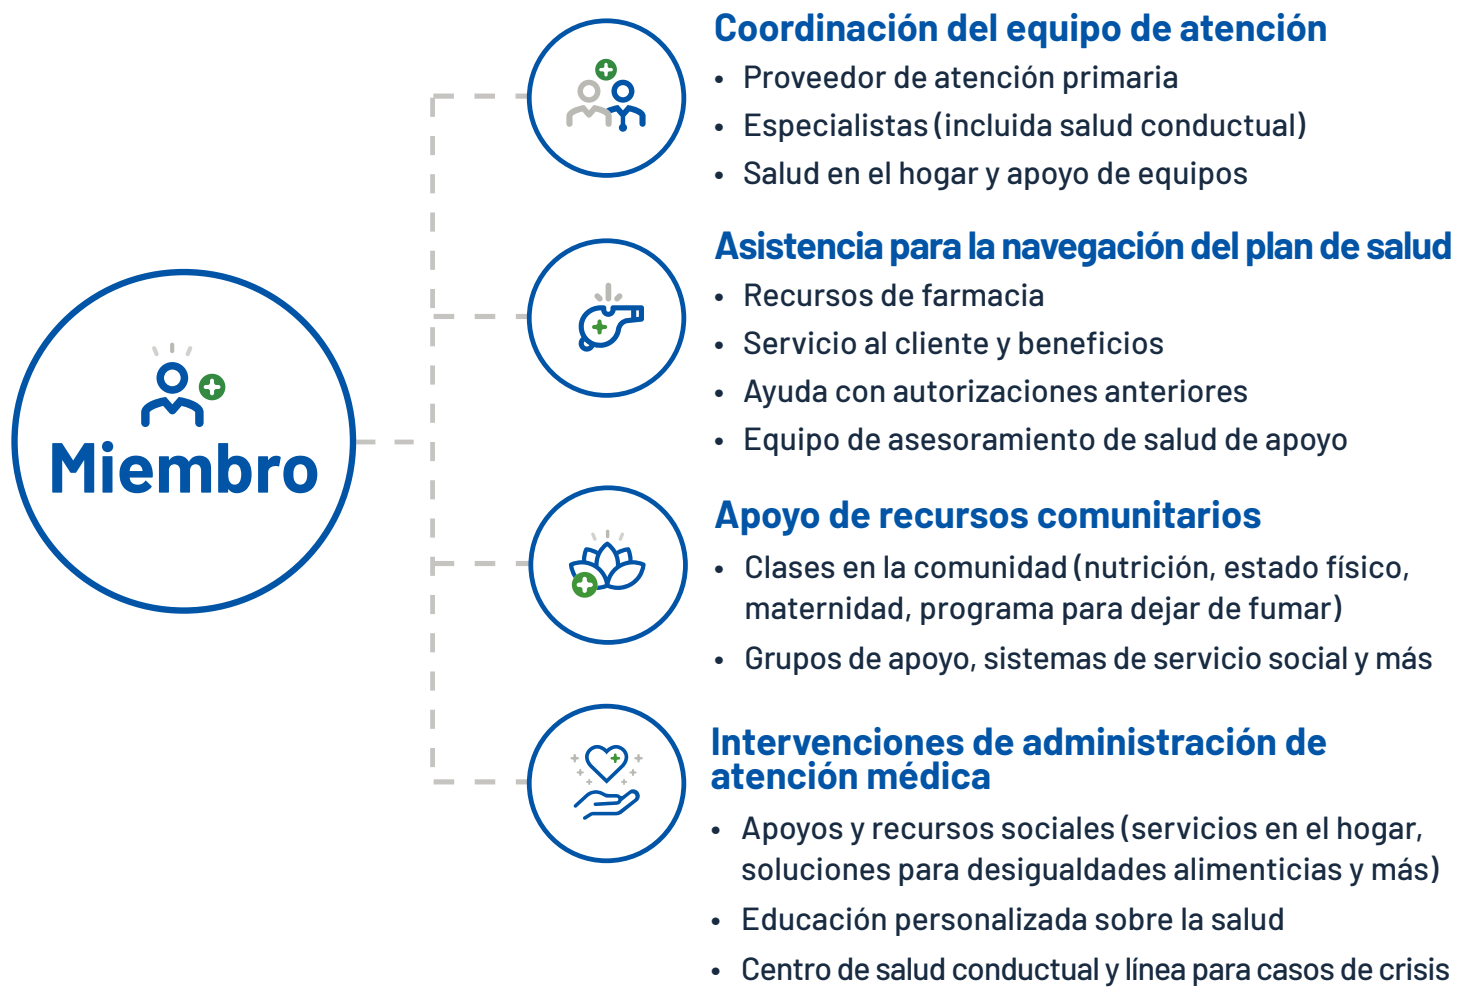 Miembro
Coordinación del equipo de atención
• Proveedor de atención primaria
• Especialistas (incluida salud conductual)
• Salud en el hogar y apoyo de equipos
Asistencia para la navegación del plan de salud
• Recursos de farmacia
• Servicio al cliente y beneficios
• Ayuda con autorizaciones anteriores
• Equipo de asesoramiento de salud de apoyo
Apoyo de recursos comunitarios
• Clases en la comunidad (nutrición, estado físico,
maternidad, programa para dejar de fumar)
• Grupos de apoyo, sistemas de servicio social y más
Intervenciones de administración de
atención médica
• Apoyos y recursos sociales (servicios en el hogar,
soluciones para desigualdades alimenticias y más)
• Educación personalizada sobre la salud
• Centro de salud conductual y línea para casos de crisis